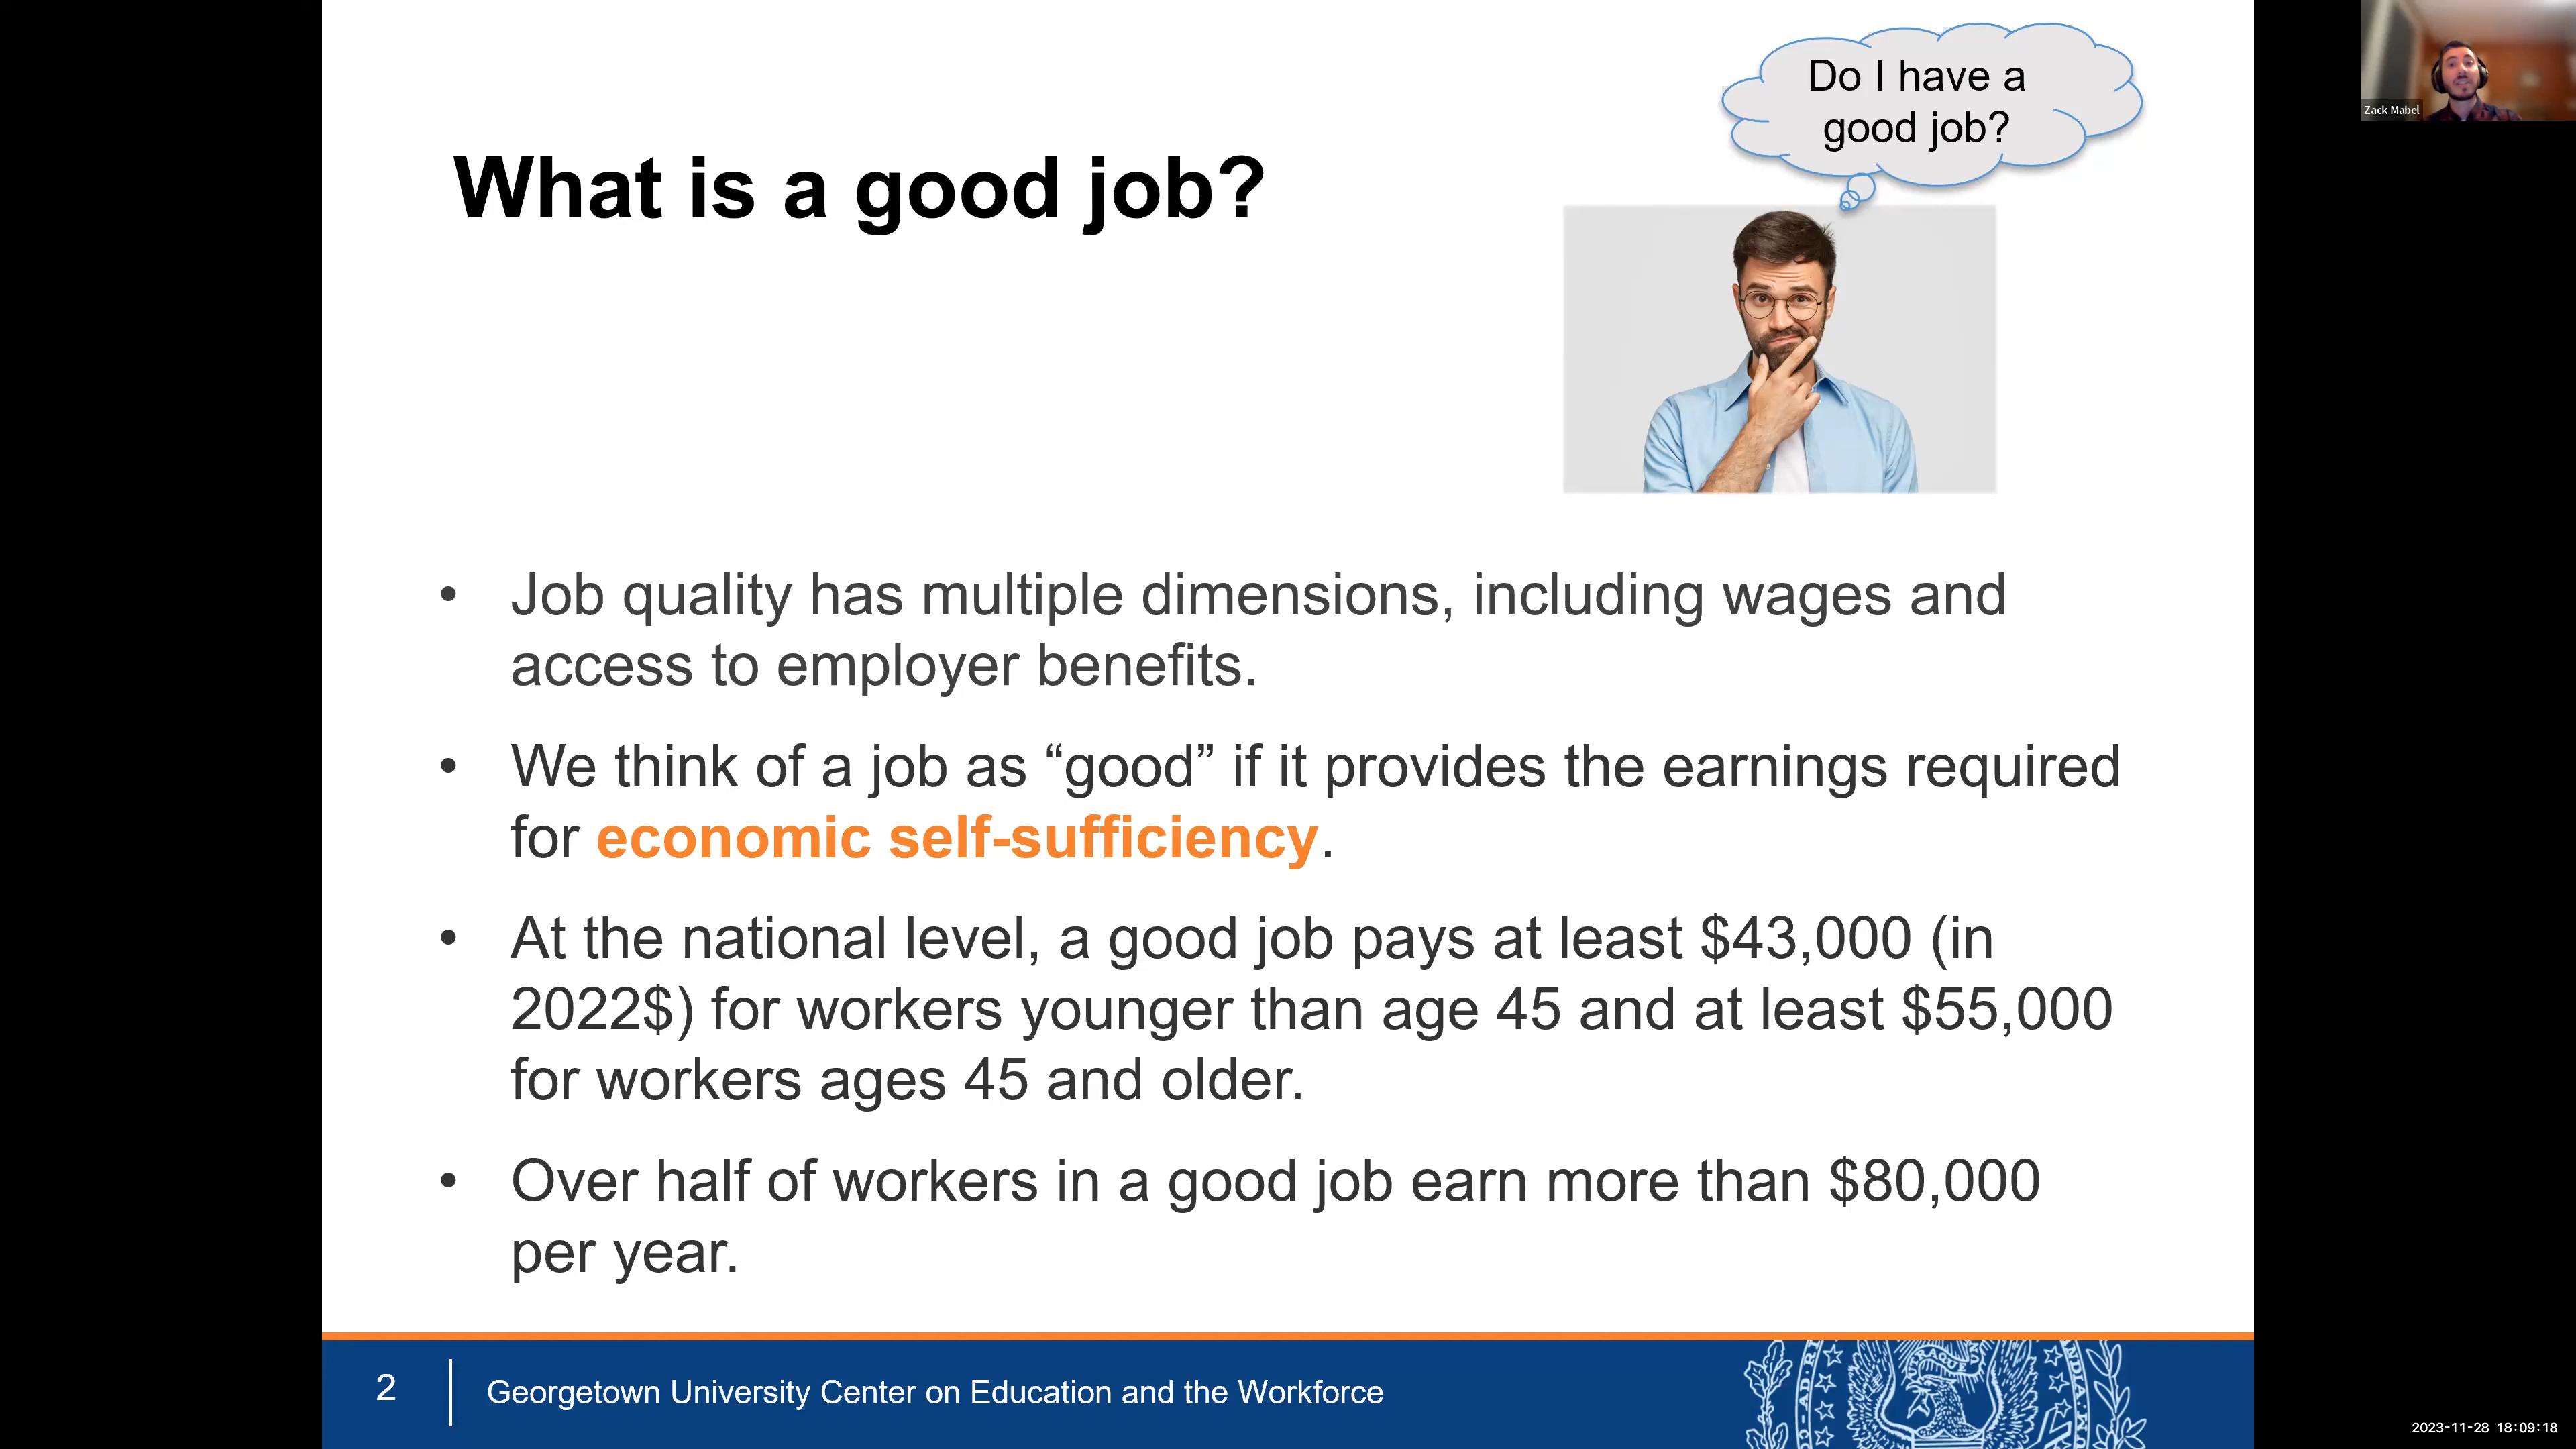 Do I have a
good job?
Zack Mabel
What is a good job?
• Job quality has multiple dimensions, including wages and
access to employer benefits.
• We think of a job as “good” if it provides the earnings required
for economic self-sufficiency.
• At the national level, a good job pays at least $43,000 (in
2022$) for workers younger than age 45 and at least $55,000
for workers ages 45 and older.
• Over half of workers in a good job earn more than $80,000
per year.
2
Georgetown University Center on Education and the Workforce
2023-11-28 18:09:18